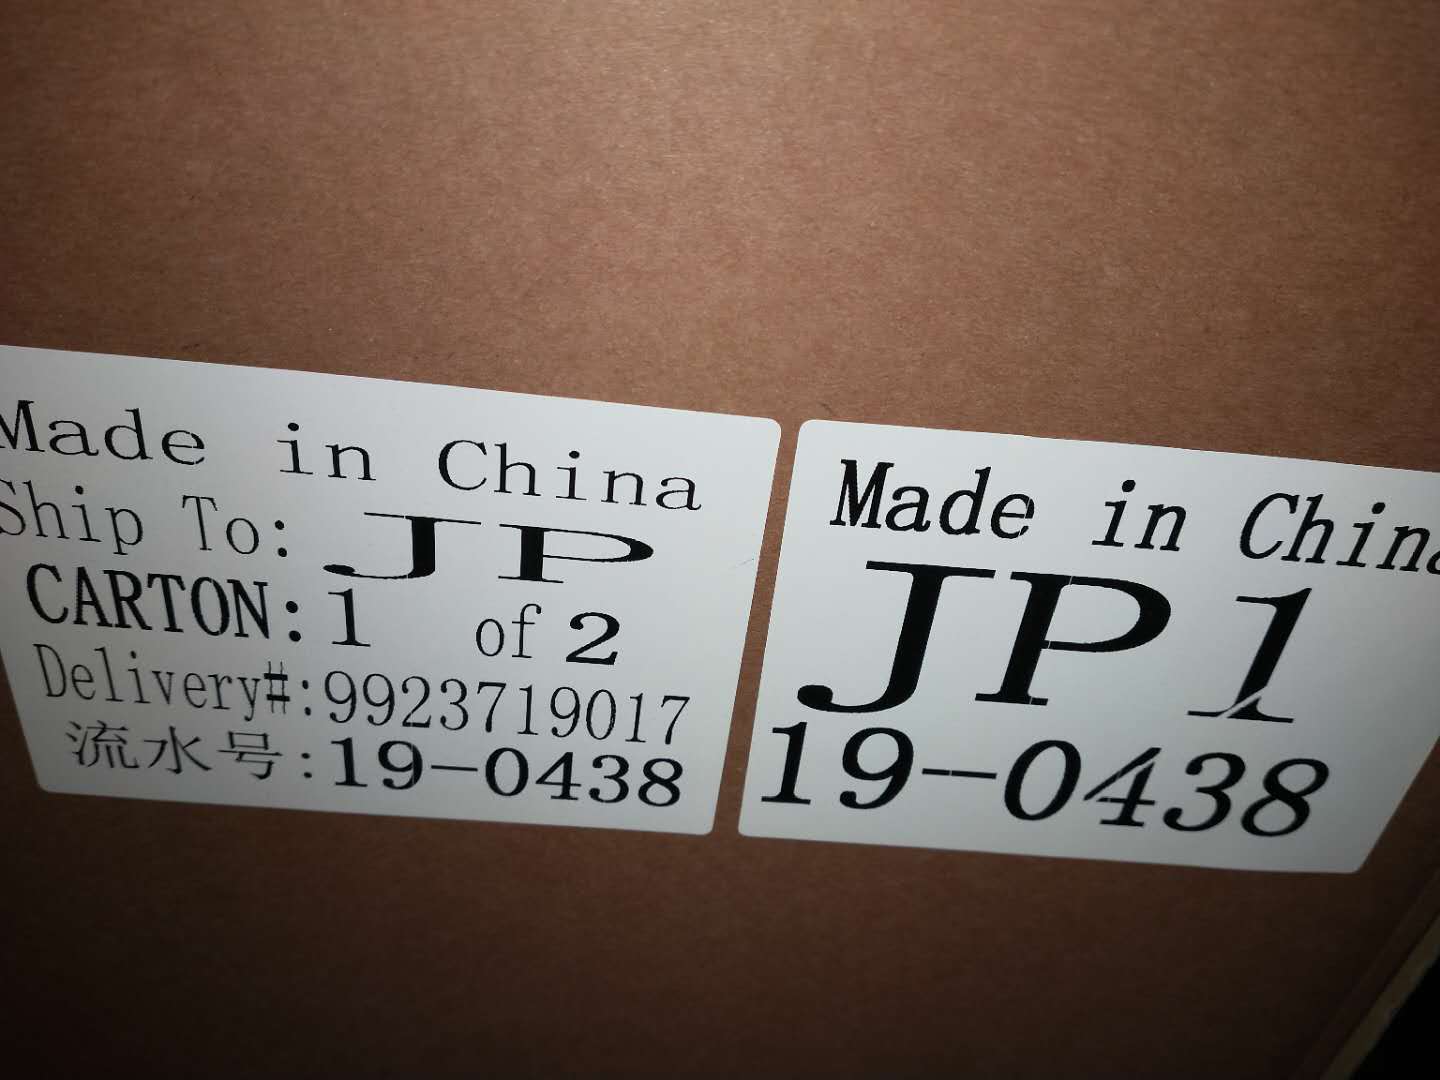 Made in China
Ship To: JP
CARTON: 1 of 2
Delivery#:9923719017
流水号:19-0438
Made in China
JP1
19-0438